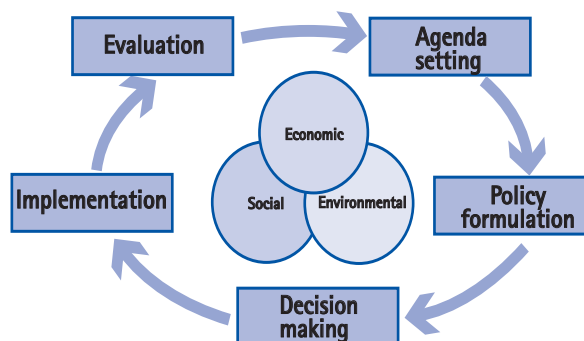 Evaluation
Agenda
setting
Economic
Implementation
Social
Environmental
Policy
formulation
Decision
making